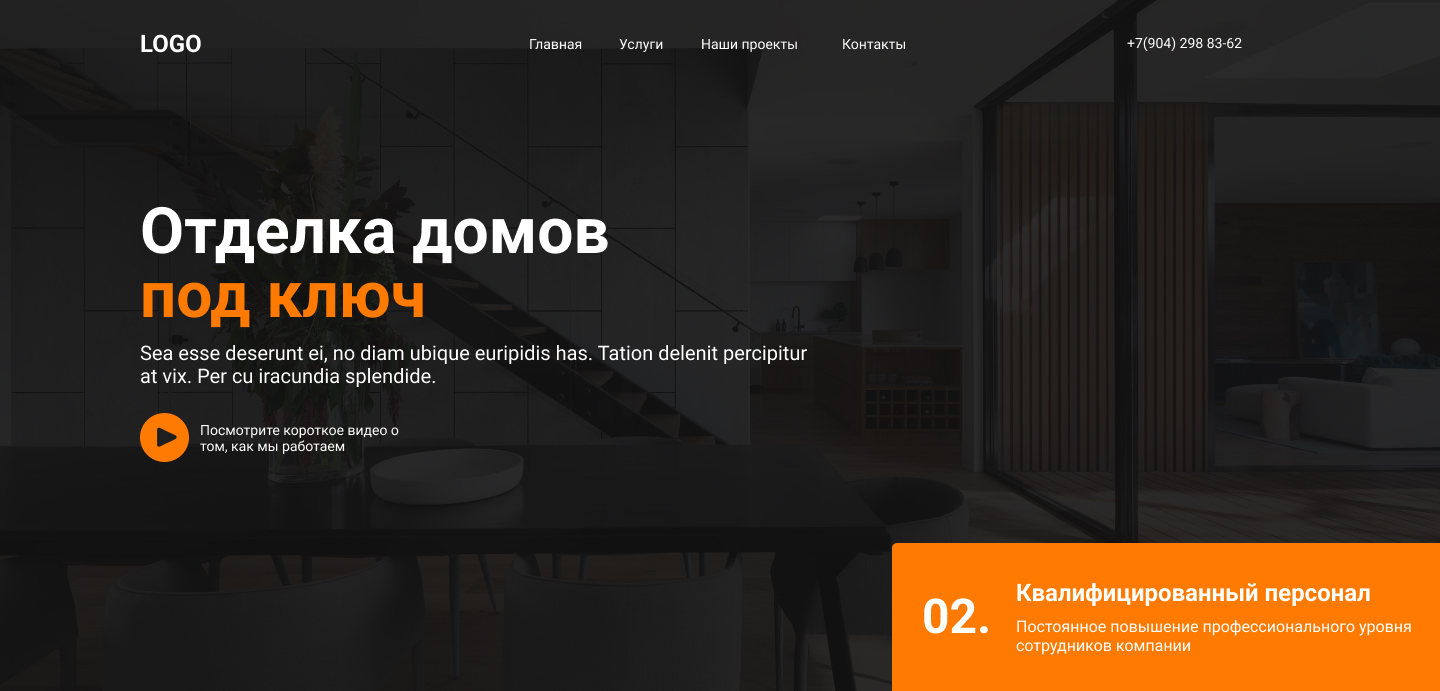 LOGO
Главная
Услуги
Наши проекты
Контакты
+7(904) 298 83-62
Отделка домов
под ключ
Sea esse deserunt ei, no diam ubique euripidis has. Tation delenit percipitur
at vix. Per cu iracundia splendide.
Посмотрите короткое видео о
том, как мы работаем
02.
Квалифицированный персонал
Постоянное повышение профессионального уровня
сотрудников компании